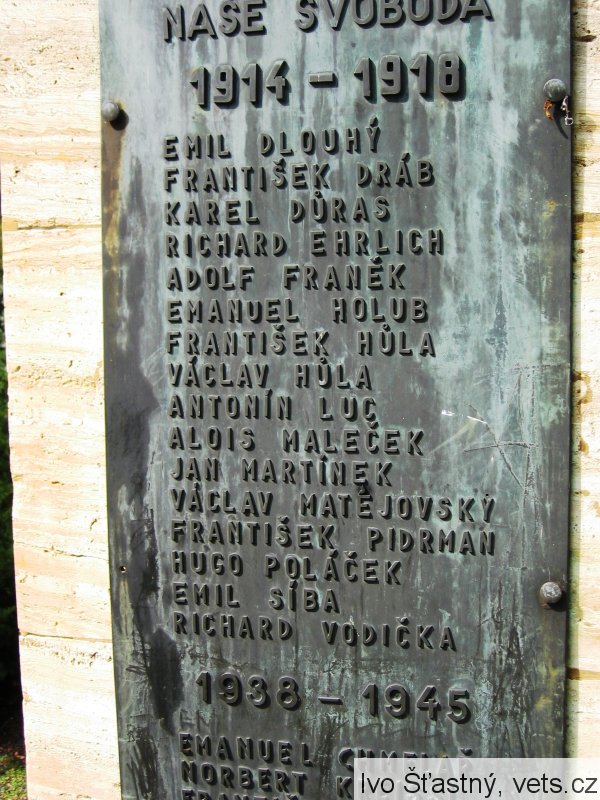 NAŠE SVOBODA
1914 – 1918
EMIL DLOUHÝ
FRANTIŠEK DRÁB
KAREL DŮRAS
RICHARD EHRLICH
ADOLF FRANĚK
EMANUEL HOLUB
FRANTIŠEK HŮLA
VÁCLAV HŮLA
ANTONÍN LUC
ALOIS MALEČEK
JAN MARTÍNEK
VÁCLAV MATĚJOVSKÝ
FRANTIŠEK PIDRMAN
HUGO POLÁČEK
EMIL SÍBA
RICHARD VODIČKA
1938 – 1945
EMANUEL
NORBERT
Ivo Šťastný, vets.cz